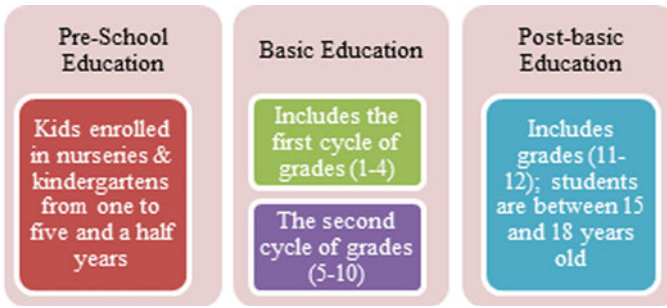 Pre-School
Education
Kids enrolled
in nurseries &
kindergartens
from one to
five and a half
years
Basic Education
Includes the
first cycle of
grades (1-4)
The second
cycle of grades
(5-10)
Post-basic
Education
Includes
grades (11-
12); students
are between 15
and 18 years
old